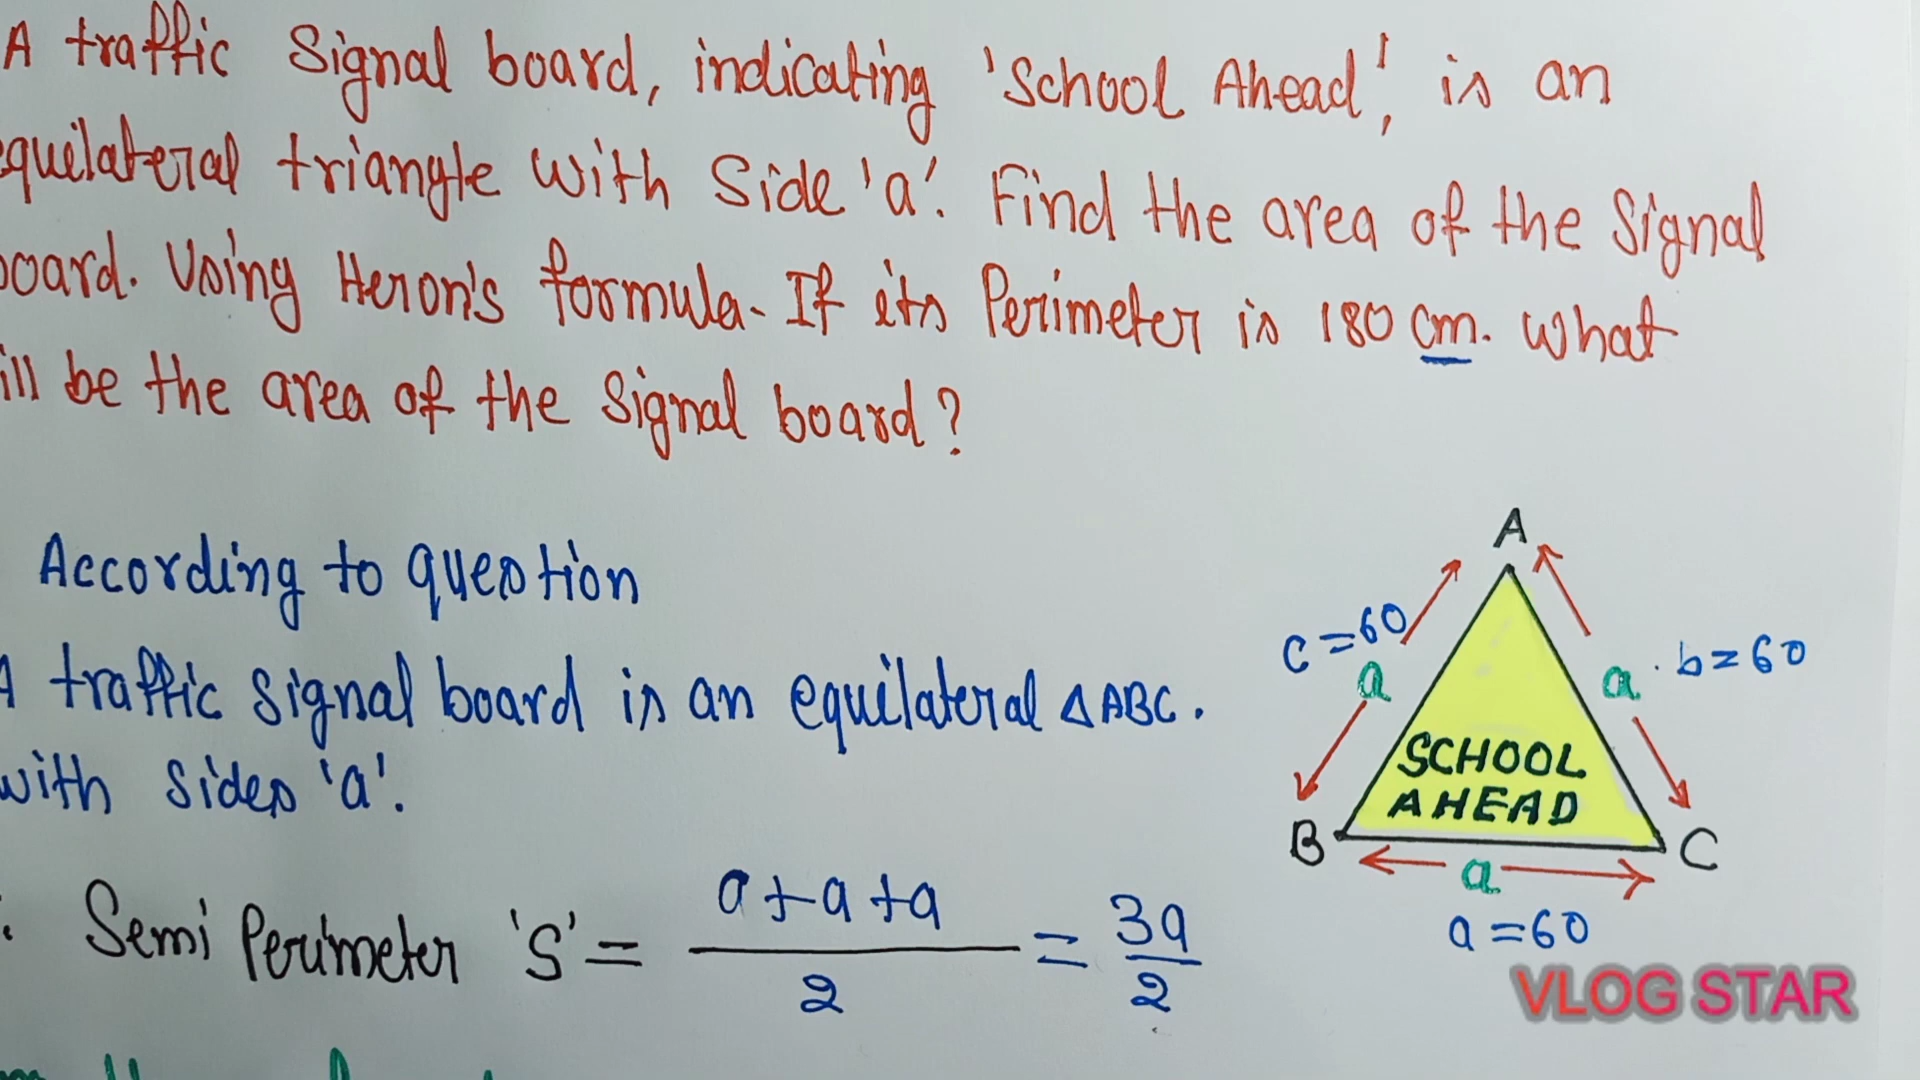 A traffic Signal board, indicating 'School Ahead', is an
equilateral triangle with Side 'a'. Find the area of the Signal
board. Using Heron's formula. If its Perimeter is 180 cm. what
ill be the area of the Signal board?
According to question
A traffic signal board is an equilateral △ABC.
with sides 'a'.
Semi Perimeter 'S' = a+a+a / 2 = 3a / 2
A
c=60
a
a
b=60
SCHOOL
AHEAD
B
C
a
a=60
VLOG STAR